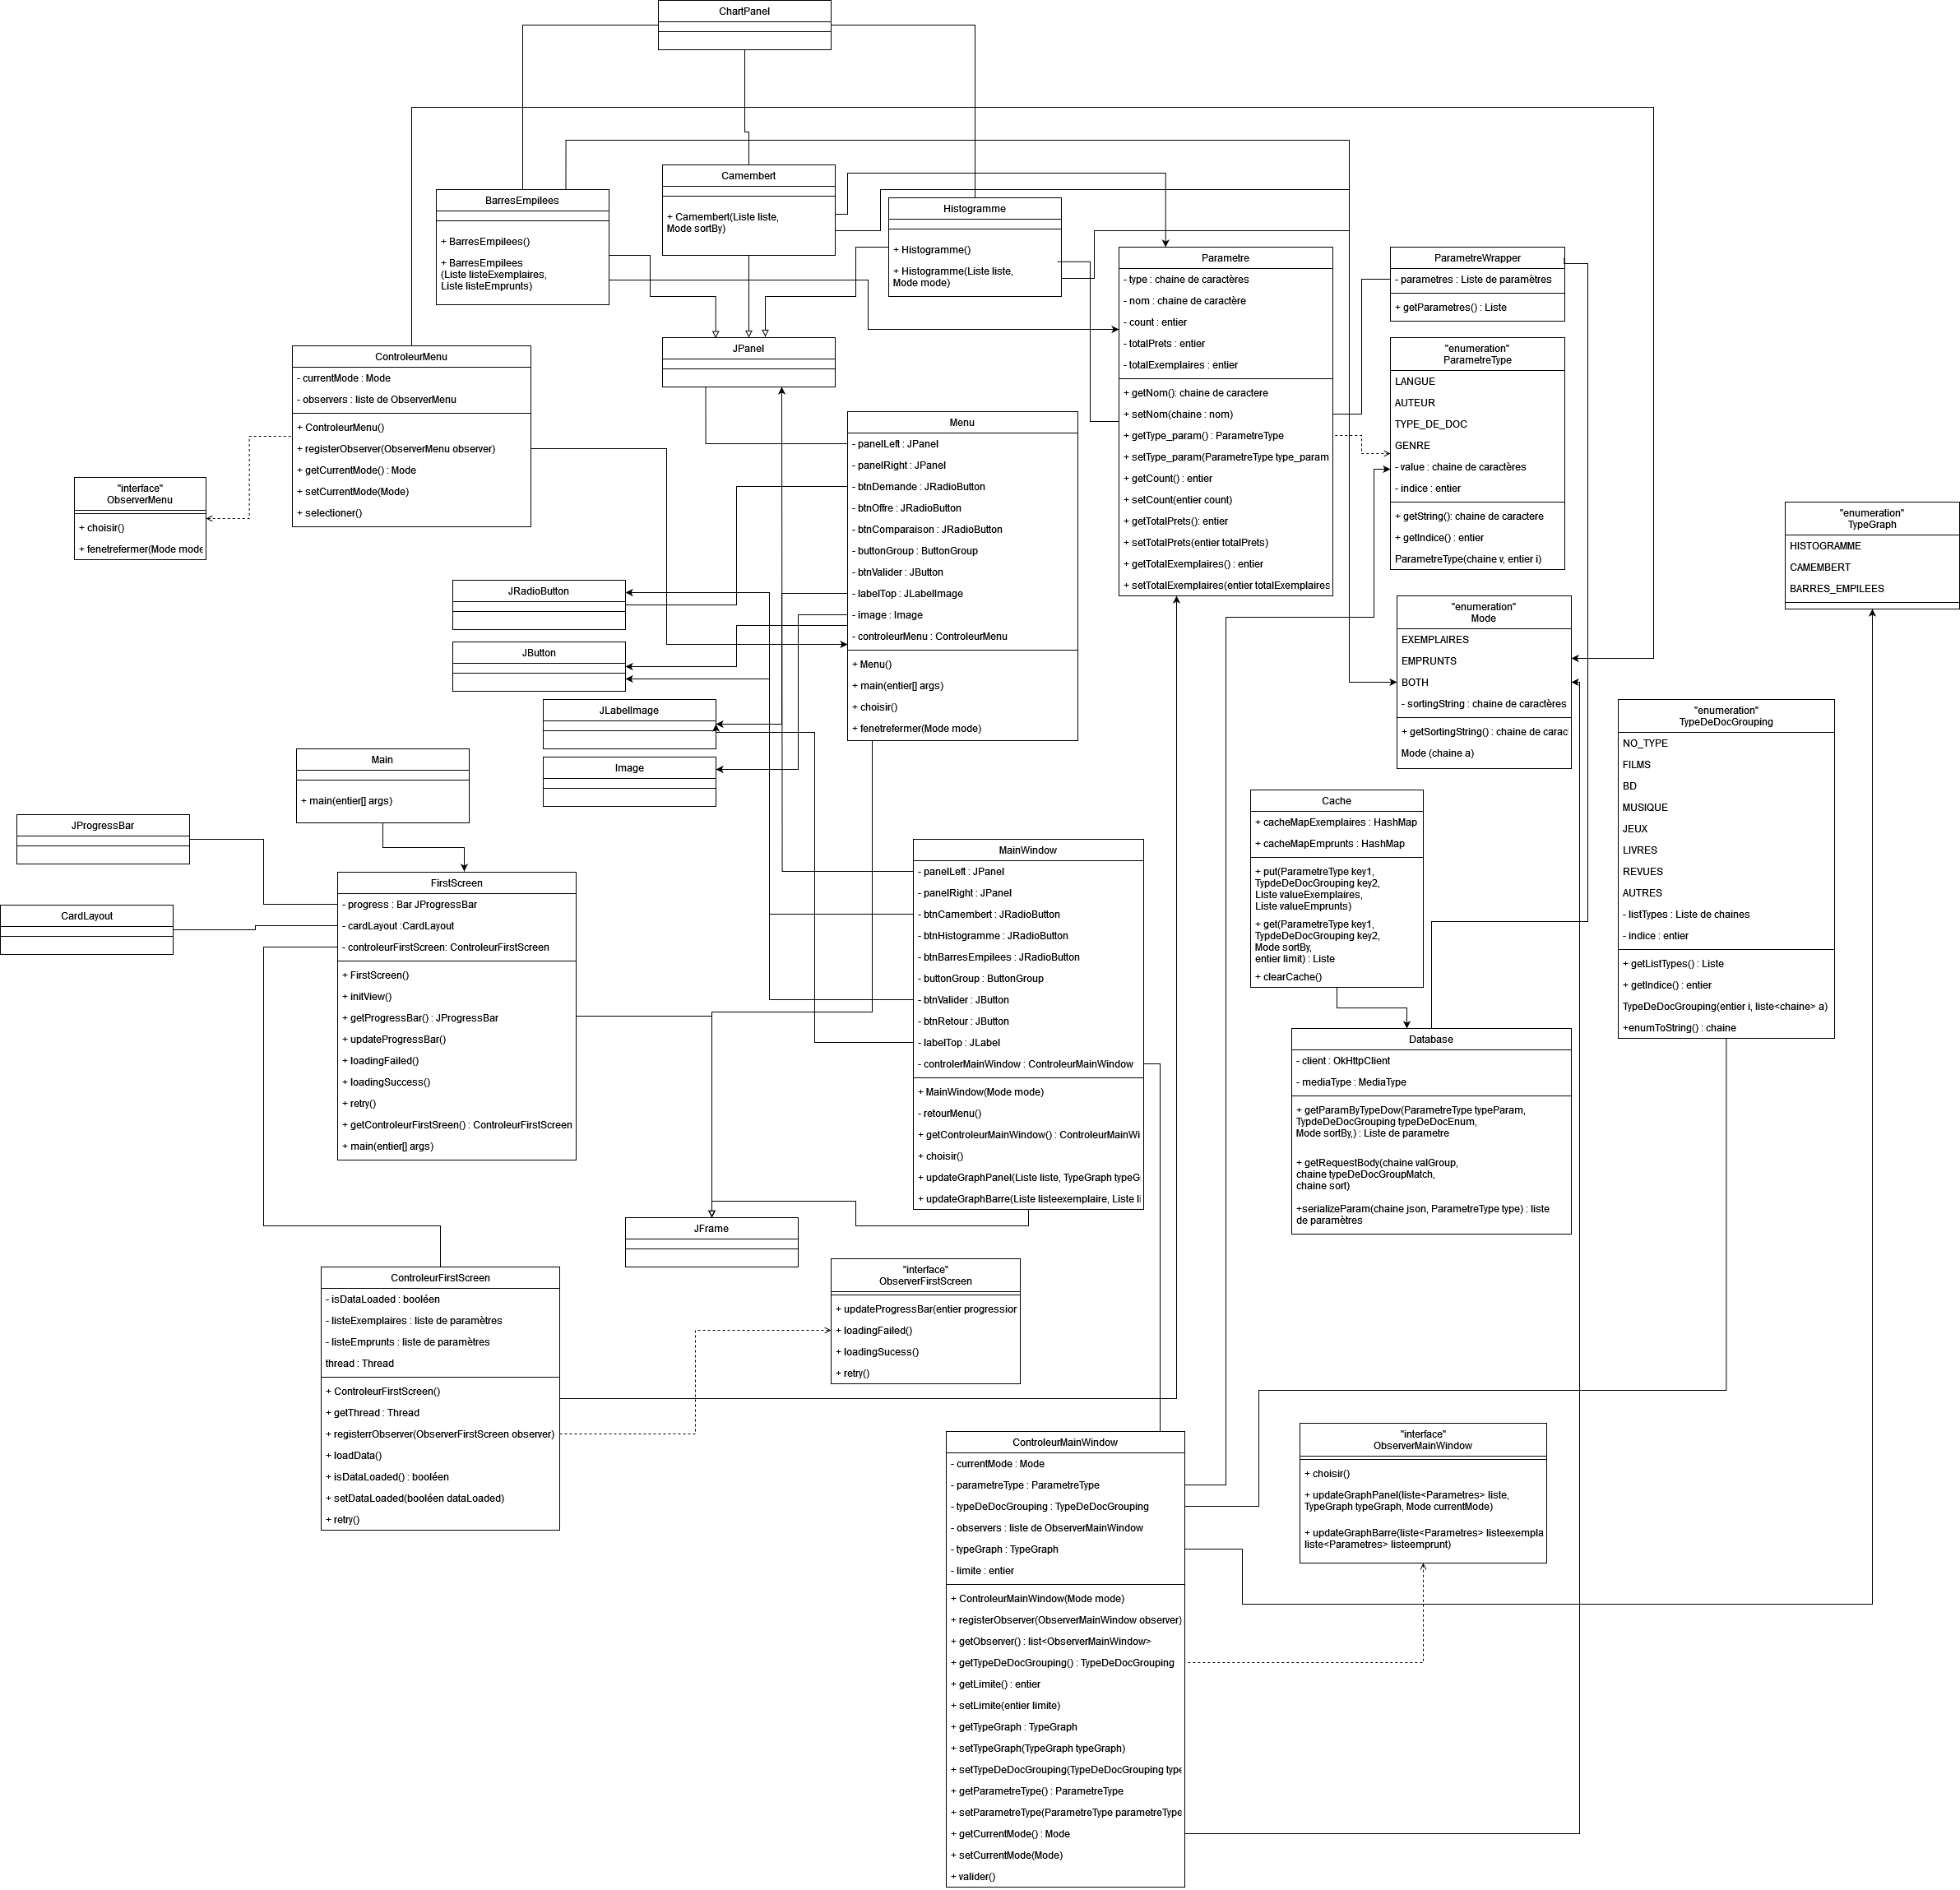 ChartPanel
Camembert
+ Camembert(Liste liste,
Mode sortBy)
BarresEmpilees
+ BarresEmpilees()
+ BarresEmpilees
(Liste listeExemplaires,
Liste listeEmprunts)
Histogramme
+ Histogramme()
+ Histogramme(Liste liste,
Mode mode)
Parametre
- type : chaine de caractères
- nom : chaine de caractère
- count : entier
- totalPrets : entier
- totalExemplaires : entier
+ getNom(): chaine de caractere
+ setNom(chaine : nom)
+ getType_param() : ParametreType
+ setType_param(ParametreType type_param
+ getCount() : entier
+ setCount(entier count)
+ getTotalPrets(): entier
+ setTotalPrets(entier totalPrets)
+ getTotalExemplaires() : entier
+ setTotalExemplaires(entier totalExemplaires
ParametreWrapper
- parametres : Liste de paramètres
+ getParametres() : Liste
"enumeration"
ParametreType
LANGUE
AUTEUR
TYPE_DE_DOC
GENRE
- value : chaine de caractères
- indice : entier
+ getString(): chaine de caractere
+ getIndice() : entier
ParametreType(chaine v, entier i)
JPanel
ControleurMenu
- currentMode : Mode
- observers : liste de ObserverMenu
+ ControleurMenu()
+ registerObserver(ObserverMenu observer)
+ getCurrentMode() : Mode
+ setCurrentMode(Mode)
+ selectioner()
"interface"
ObserverMenu
+ choisir()
+ fenetrefermer(Mode mode
Menu
- panelLeft : JPanel
- panelRight : JPanel
- btnDemande : JRadioButton
- btnOffre : JRadioButton
- btnComparaison : JRadioButton
- buttonGroup : ButtonGroup
- btnValider : JButton
- labelTop : JLabelImage
- image : Image
- controleurMenu : ControleurMenu
+ Menu()
+ main(entier[] args)
+ choisir()
+ fenetrefermer(Mode mode)
"enumeration"
TypeGraph
HISTOGRAMME
CAMEMBERT
BARRES_EMPILEES
JRadioButton
JButton
JLabelImage
Image
"enumeration"
Mode
EXEMPLAIRES
EMPRUNTS
BOTH
- sortingString : chaine de caractères
+ getSortingString() : chaine de carac
Mode (chaine a)
"enumeration"
TypeDeDocGrouping
NO_TYPE
FILMS
BD
MUSIQUE
JEUX
LIVRES
REVUES
AUTRES
- listTypes : Liste de chaines
- indice : entier
+ getListTypes() : Liste
+ getIndice() : entier
TypeDeDocGrouping(entier i, liste<chaine> a)
+enumToString() : chaine
Main
+ main(entier[] args)
JProgressBar
CardLayout
FirstScreen
- progress : Bar JProgressBar
- cardLayout :CardLayout
- controleurFirstScreen: ControleurFirstScreen
+ FirstScreen()
+ initView()
+ getProgressBar() : JProgressBar
+ updateProgressBar()
+ loadingFailed()
+ loadingSuccess()
+ retry()
+ getControleurFirstSreen() : ControleurFirstScreen
+ main(entier[] args)
MainWindow
- panelLeft : JPanel
- panelRight : JPanel
- btnCamembert : JRadioButton
- btnHistogramme : JRadioButton
- btnBarresEmpilees : JRadioButton
- buttonGroup : ButtonGroup
- btnValider : JButton
- btnRetour : JButton
- labelTop : JLabel
- controlerMainWindow : ControleurMainWindow
+ MainWindow(Mode mode)
- retourMenu()
+ getControleurMainWindow() : ControleurMainWi
+ choisir()
+ updateGraphPanel(Liste liste, TypeGraph typeG
+ updateGraphBarre(Liste listeexemplaire, Liste li
Cache
+ cacheMapExemplaires : HashMap
+ cacheMapEmprunts : HashMap
+ put(ParametreType key1,
TypdeDeDocGrouping key2,
Liste valueExemplaires,
Liste valueEmprunts)
+ get(ParametreType key1,
TypdeDeDocGrouping key2,
Mode sortBy,
entier limit) : Liste
+ clearCache()
Database
- client : OkHttpClient
- mediaType : MediaType
+ getParamByTypeDow(ParametreType typeParam,
TypdeDeDocGrouping typeDeDocEnum,
Mode sortBy,) : Liste de parametre
+ getRequestBody(chaine valGroup,
chaine typeDeDocGroupMatch,
chaine sort)
+serializeParam(chaine json, ParametreType type) : liste
de paramètres
JFrame
ControleurFirstScreen
- isDataLoaded : booléen
- listeExemplaires : liste de paramètres
- listeEmprunts : liste de paramètres
thread : Thread
+ ControleurFirstScreen()
+ getThread : Thread
+ registerrObserver(ObserverFirstScreen observer)
+ loadData()
+ isDataLoaded() : booléen
+ setDataLoaded(booléen dataLoaded)
+ retry()
"interface"
ObserverFirstScreen
+ updateProgressBar(entier progression
+ loadingFailed()
+ loadingSucess()
+ retry()
ControleurMainWindow
- currentMode : Mode
- parametreType : ParametreType
- typeDeDocGrouping : TypeDeDocGrouping
- observers : liste de ObserverMainWindow
- typeGraph : TypeGraph
- limite : entier
+ ControleurMainWindow(Mode mode)
+ registerObserver(ObserverMainWindow observer)
+ getObserver() : list<ObserverMainWindow>
+ getTypeDeDocGrouping() : TypeDeDocGrouping
+ getLimite() : entier
+ setLimite(entier limite)
+ getTypeGraph : TypeGraph
+ setTypeGraph(TypeGraph typeGraph)
+ setTypeDeDocGrouping(TypeDeDocGrouping type
+ getParametreType() : ParametreType
+ setParametreType(ParametreType parametreType
+ getCurrentMode() : Mode
+ setCurrentMode(Mode)
+ valider()
"interface"
ObserverMainWindow
+ choisir()
+ updateGraphPanel(liste<Parametres> liste,
TypeGraph typeGraph, Mode currentMode)
+ updateGraphBarre(liste<Parametres> listeexempla
liste<Parametres> listeemprunt)